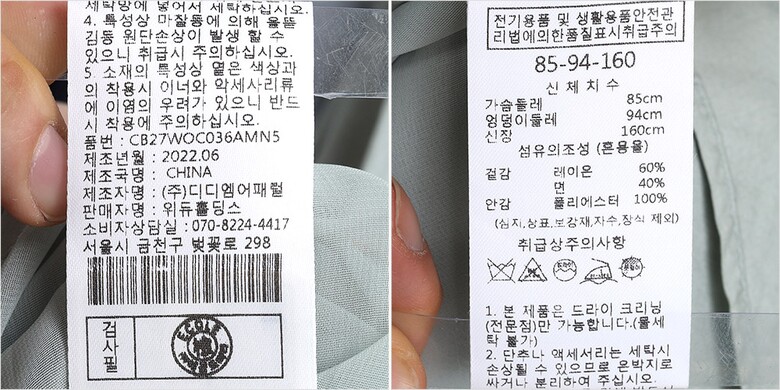 세탁망에 넣어서 세탁하십시오.
4. 특성상 마찰등에 의해 올뜯
김등 원단손상이 발생 할 수
있으니 취급시 주의하십시오.
5 소재의 특성상 옅은 색상과
의 착용시 이너와 악세사리류
에 이염의 우려가 있으니 반드
시 착용에 주의하십시오.
품번 : CB27WOC036AMN5
제조년월 : 2022.06
제조국명 : CHINA
제조자명 : (주)디디엠어패럴
판매자명 : 위듀홀딩스
소비자상담실 : 070-8224-4417
서울시 금천구 벚꽃로 298
검사필
ECOLE
전기용품 및 생활용품안전관
리법에의한품질표시취급주의
85-94-160
신체치수
가슴둘레 85cm
엉덩이둘레 94cm
신장 160cm
섬유의조성 (혼용율)
겉감 레이온 60%
면 40%
안감 폴리에스터 100%
(심지,상표,보강재,자수,장식 제외)
취급상주의사항
1. 본 제품은 드라이 크리닝
(전문점)만 가능합니다.(물세
탁 불가)
2. 단추나 액세서리는 세탁시
손상될 수 있으므로 은박지로
싸거나 분리하여 주십시오.